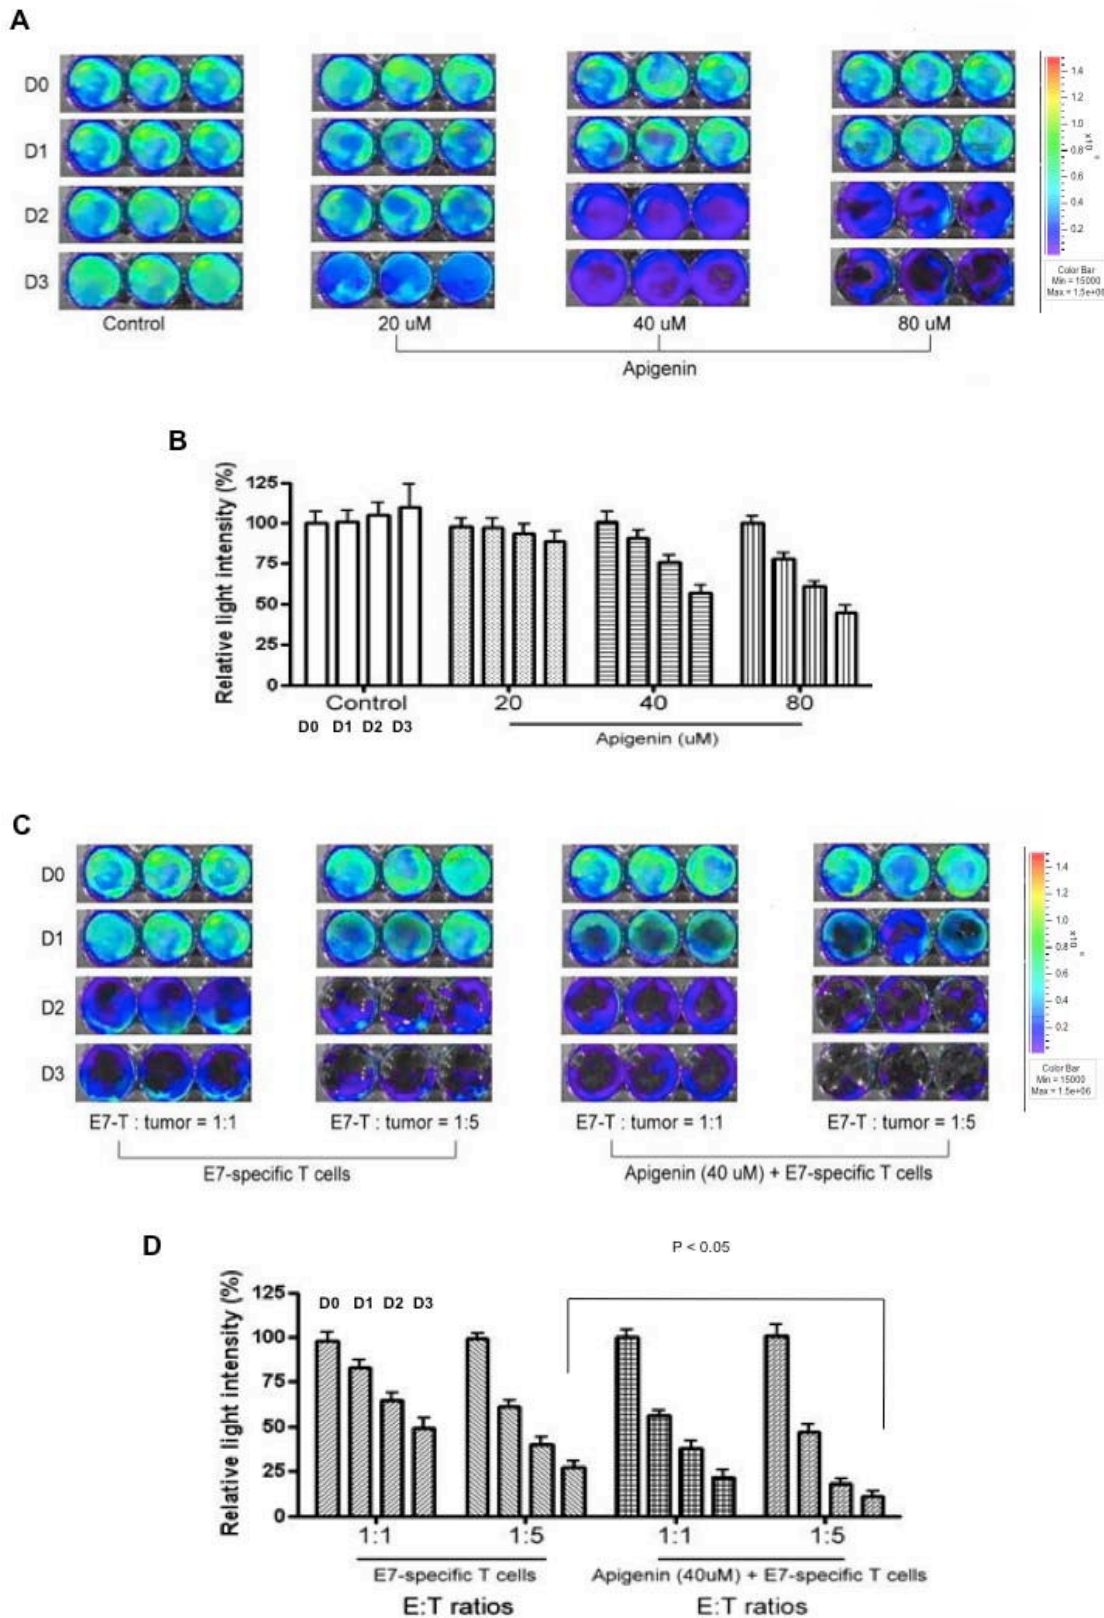 A
D0
D1
D2
D3
Control
20 uM
40 uM
80 uM
Apigenin
1.4
1.2
1.0
0.8
0.6
0.4
0.2
x10
Color Bar
Min = 15000
Max = 1.5e+06
B
Relative light intensity (%)
125
100
75
50
25
0
Control
20
40
80
D0 D1 D2 D3
Apigenin (uM)
C
D0
D1
D2
D3
E7-T : tumor = 1:1
E7-T : tumor = 1:5
E7-T : tumor = 1:1
E7-T : tumor = 1:5
E7-specific T cells
Apigenin (40 uM) + E7-specific T cells
1.4
1.2
1.0
0.8
0.6
0.4
0.2
x10
Color Bar
Min = 15000
Max = 1.5e+06
D
P < 0.05
Relative light intensity (%)
125
100
75
50
25
0
D0 D1 D2 D3
1:1
1:5
1:1
1:5
E7-specific T cells
Apigenin (40uM) + E7-specific T cells
E:T ratios
E:T ratios